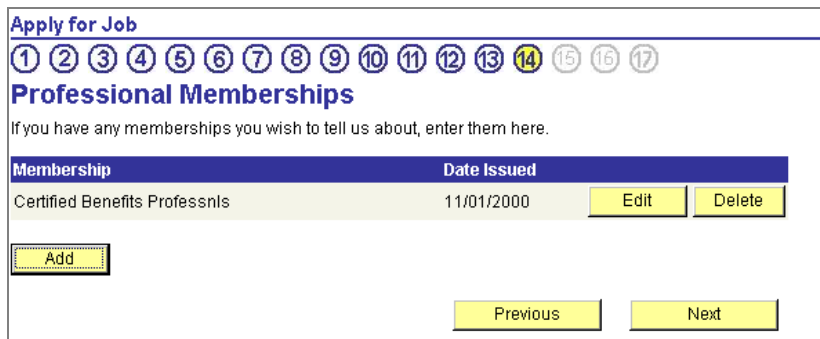 Apply for Job
1 2 3 4 5 6 7 8 9 10 11 12 13 14 15 16 17
Professional Memberships
If you have any memberships you wish to tell us about, enter them here.
Membership Date Issued
Certified Benefits Professnls 11/01/2000 Edit Delete
Add
Previous Next